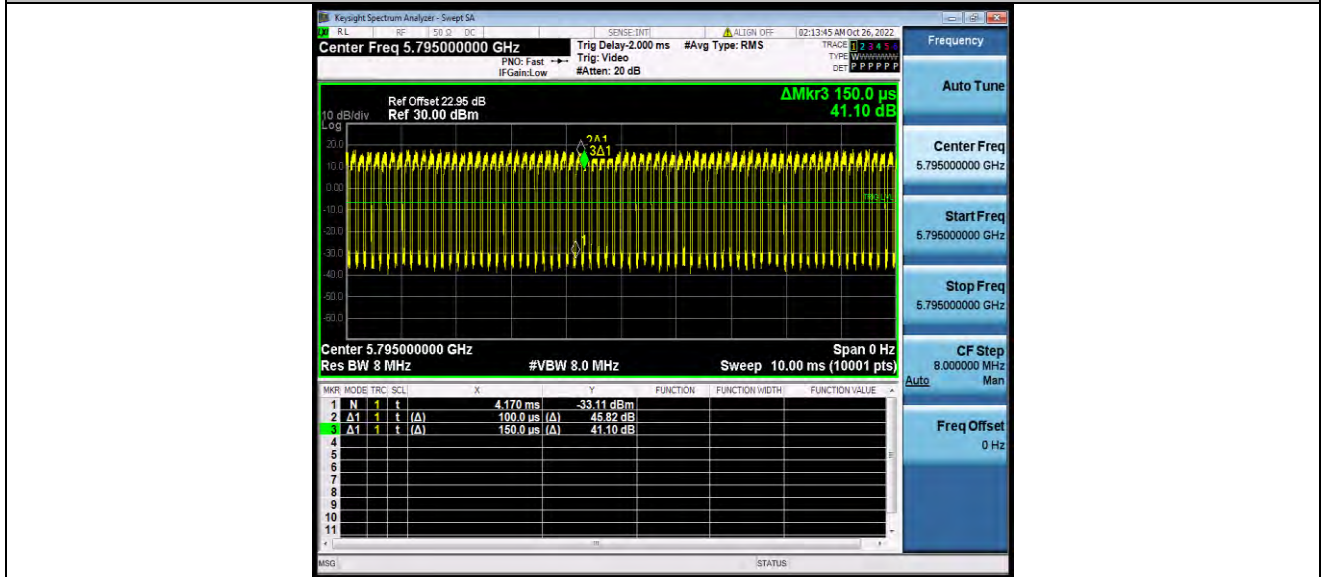 Keysight Spectrum Analyzer - Swept SA
RL RF 50 Ω DC SENSE:INT ALIGN OFF 02:13:45 AM Oct 26, 2022
Center Freq 5.795000000 GHz
Trig Delay-2.000 ms #Avg Type: RMS
TRACE 1 2 3 4 5 6
PNO: Fast Trig: Video
TYPE WWWWWW
IFGain:Low #Atten: 20 dB
DET P P P P P P
Frequency
ΔMkr3 150.0 µs
41.10 dB
Ref Offset 22.95 dB
10 dB/div Ref 30.00 dBm
Log
20.0
10.0
0.00
-10.0
-20.0
-30.0
-40.0
-50.0
-60.0
2Δ1
3Δ1
1
Center 5.795000000 GHz Span 0 Hz
Res BW 8 MHz #VBW 8.0 MHz Sweep 10.00 ms (10001 pts)
MKR MODE TRC SCL X Y FUNCTION FUNCTION WIDTH FUNCTION VALUE
1 N 1 t 4.170 ms -33.11 dBm
2 Δ1 1 t (Δ) 100.0 µs (Δ) 45.82 dB
3 Δ1 1 t (Δ) 150.0 µs (Δ) 41.10 dB
4
5
6
7
8
9
10
11
MSG STATUS
Auto Tune
Center Freq
5.795000000 GHz
Start Freq
5.795000000 GHz
Stop Freq
5.795000000 GHz
CF Step
8.000000 MHz
Auto Man
Freq Offset
0 Hz